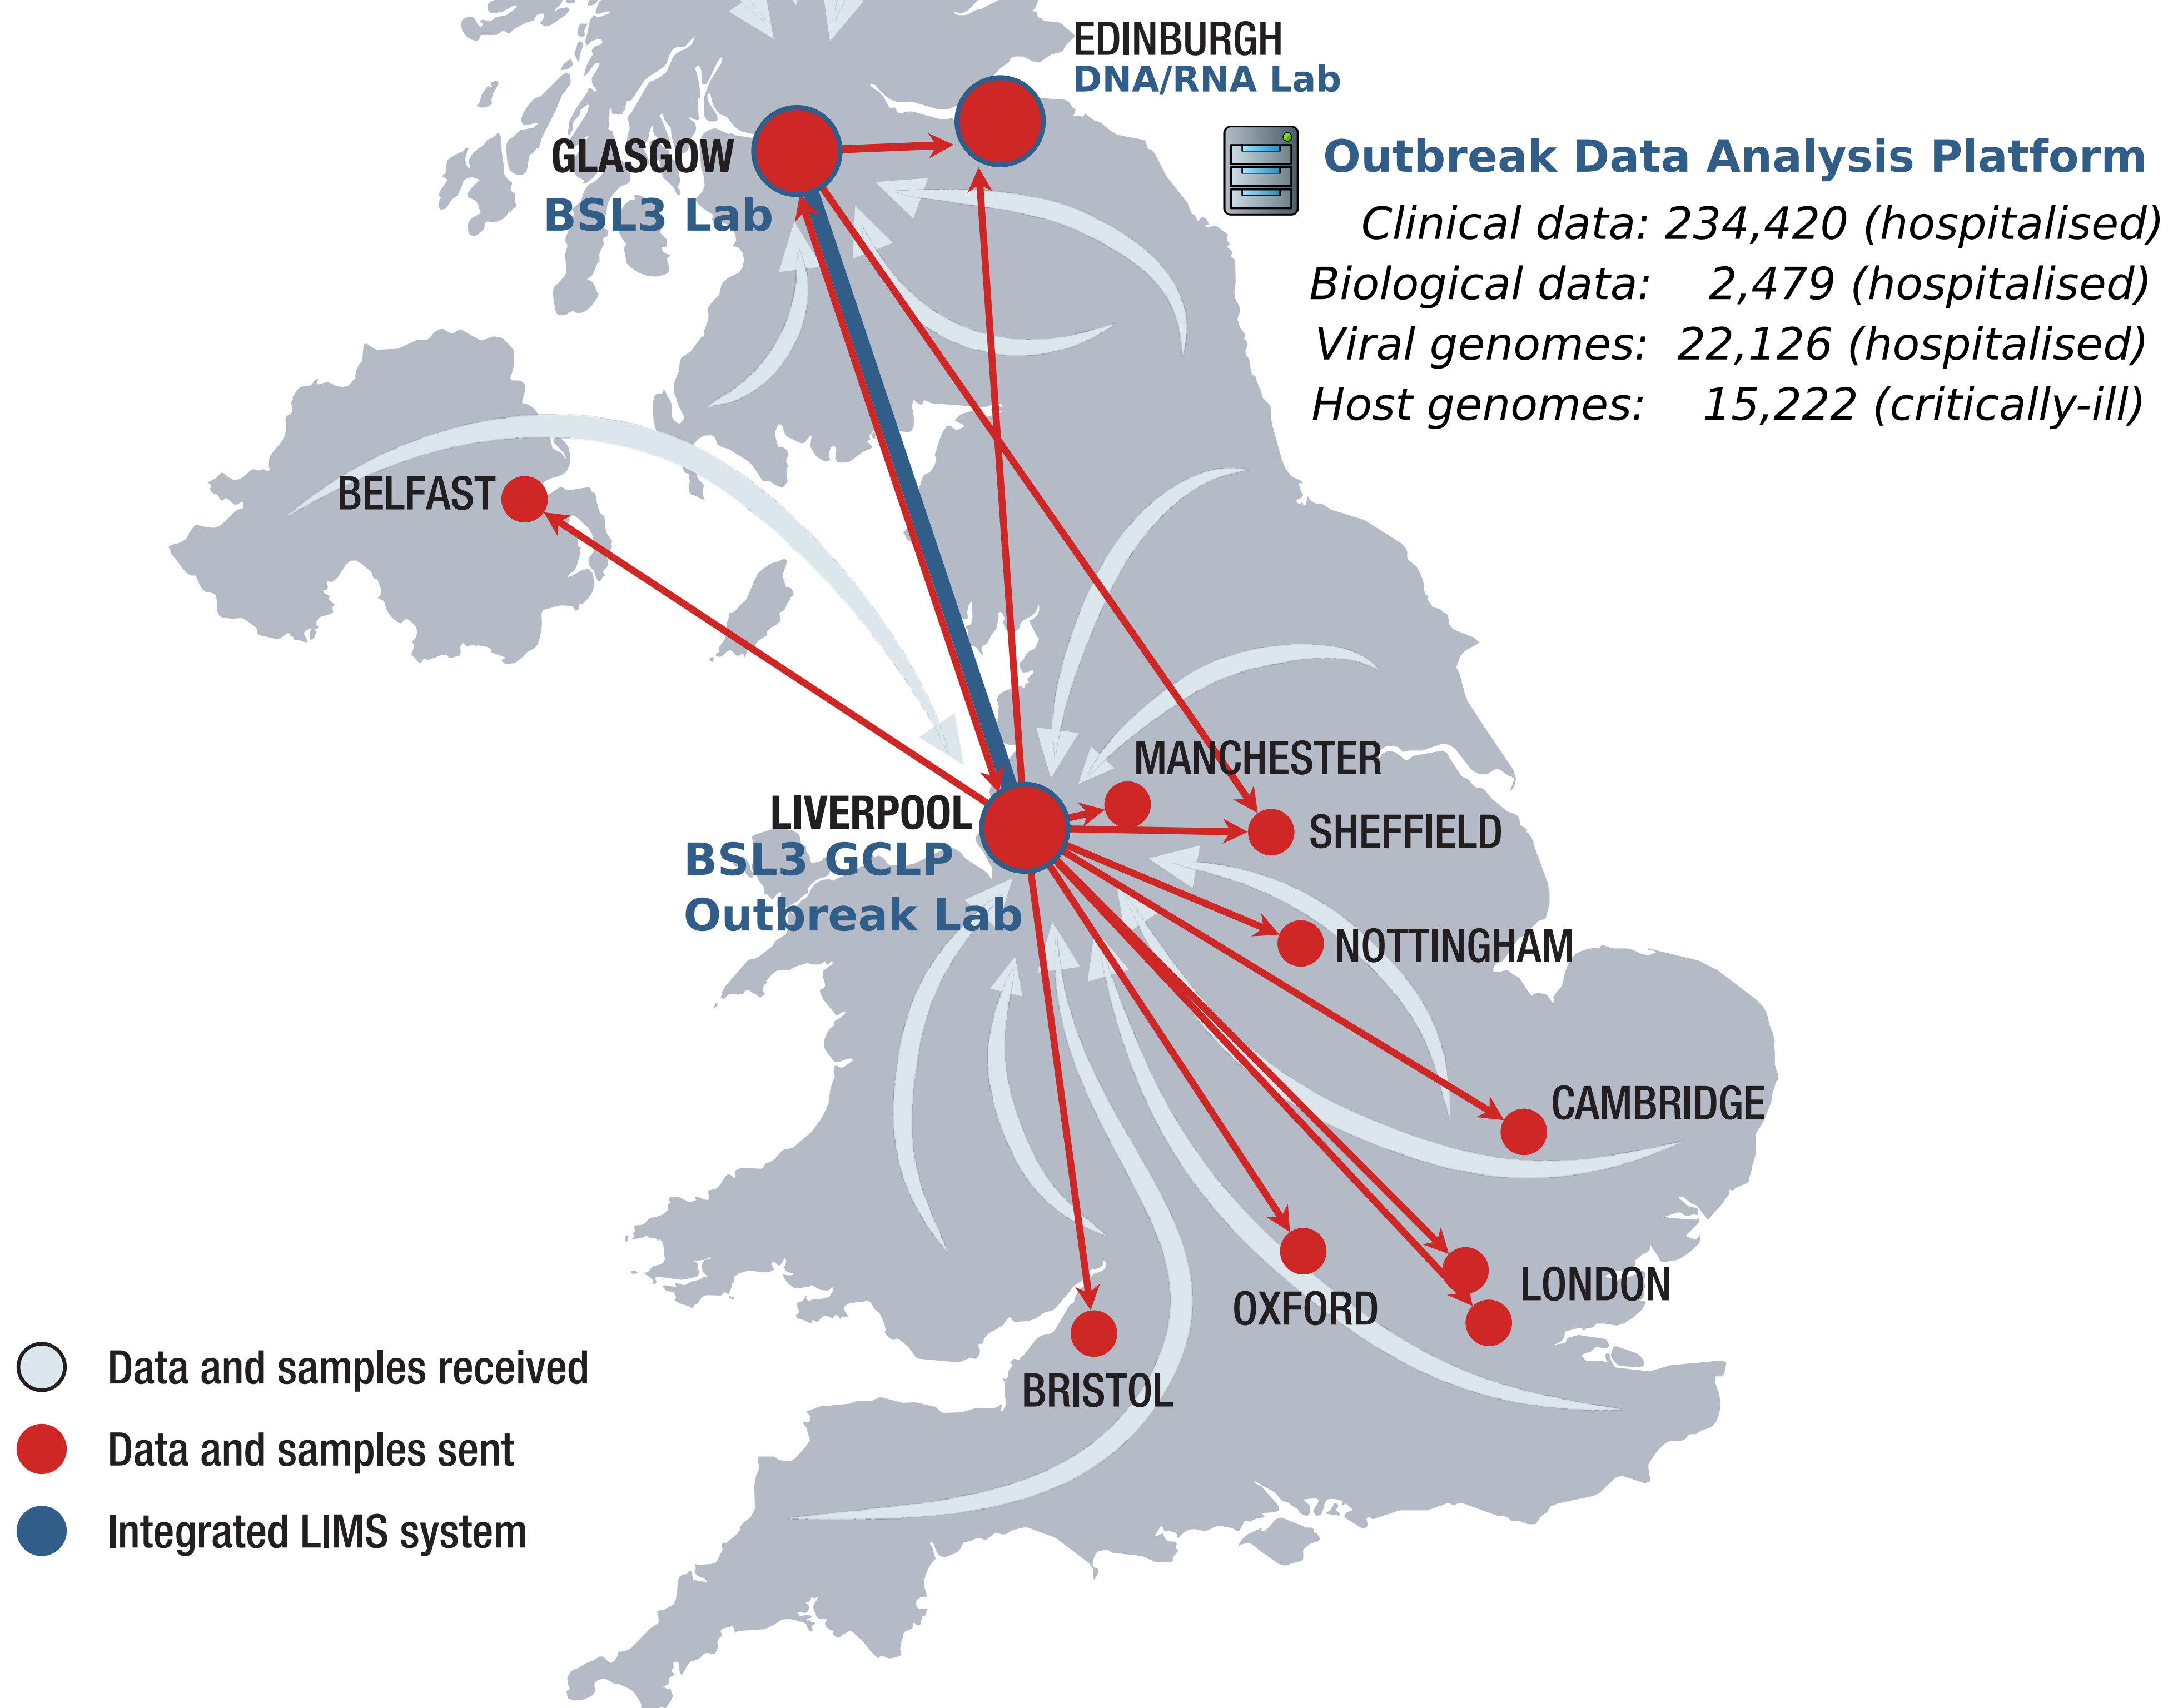 EDINBURGH
DNA/RNA Lab
GLASGOW
BSL3 Lab
Outbreak Data Analysis Platform
Clinical data: 234,420 (hospitalised)
Biological data: 2,479 (hospitalised)
Viral genomes: 22,126 (hospitalised)
Host genomes: 15,222 (critically-ill)
BELFAST
MANCHESTER
LIVERPOOL
BSL3 GCLP
Outbreak Lab
SHEFFIELD
NOTTINGHAM
CAMBRIDGE
LONDON
OXFORD
BRISTOL
Data and samples received
Data and samples sent
Integrated LIMS system